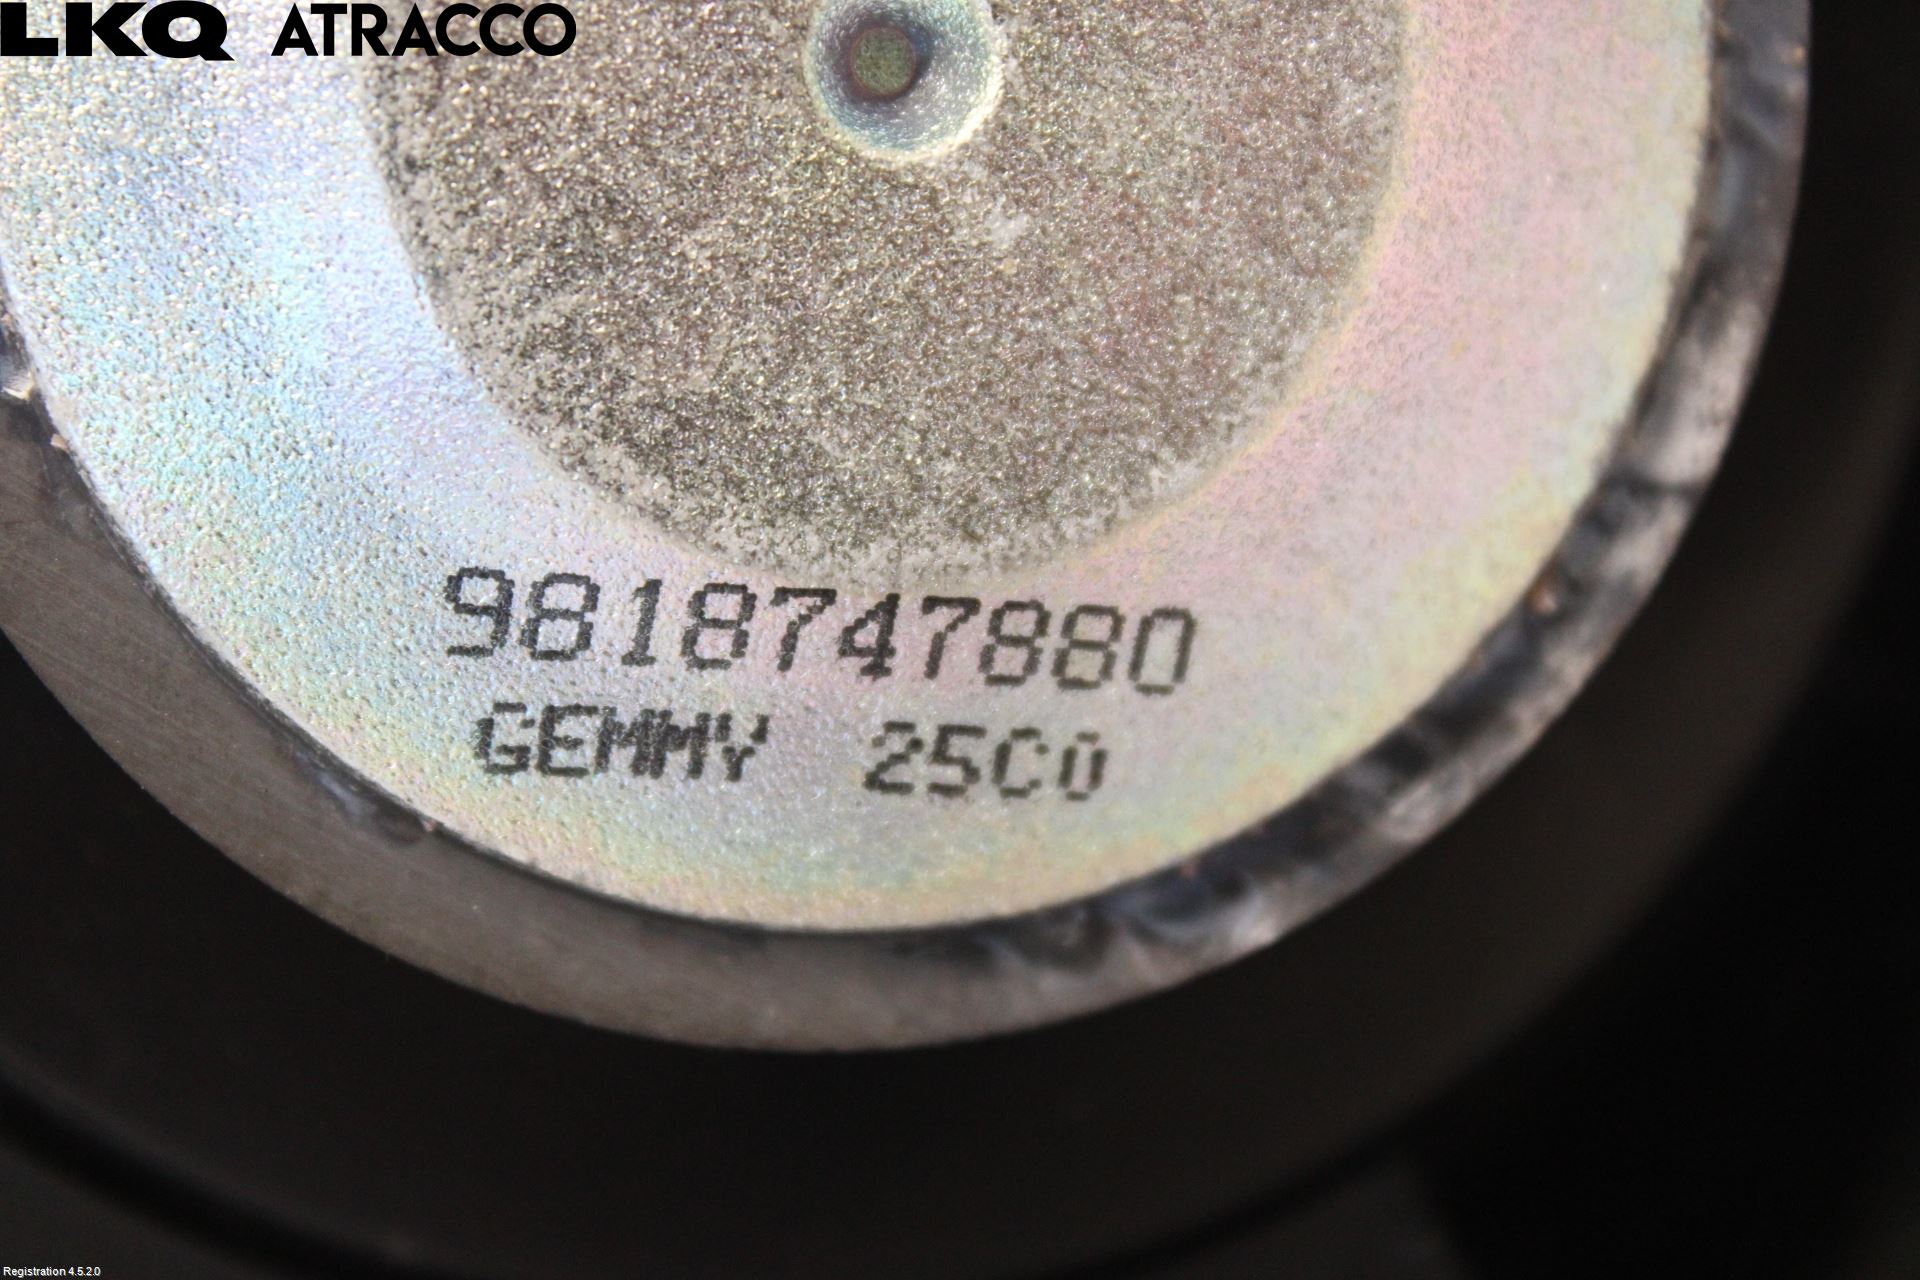 LKQ ATRACCO
9818747880
GEMMY 25C0
Registration 4.5.2.0